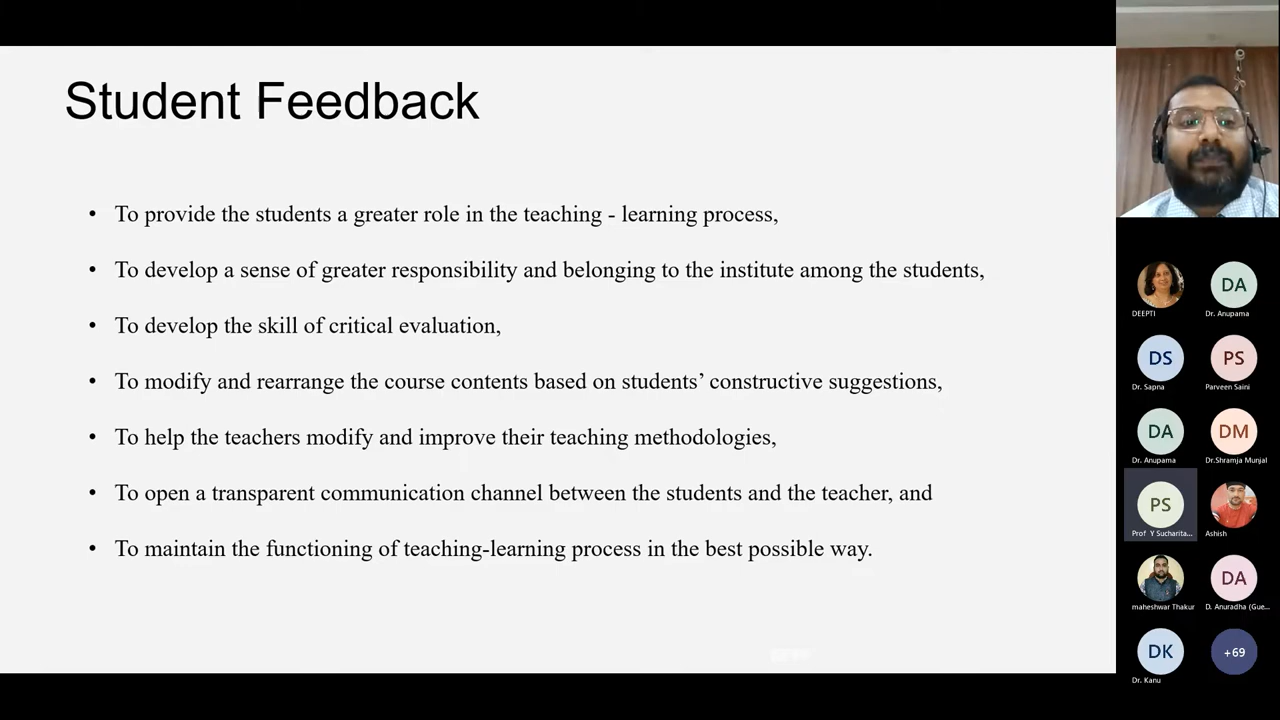 Student Feedback
• To provide the students a greater role in the teaching - learning process,
• To develop a sense of greater responsibility and belonging to the institute among the students,
• To develop the skill of critical evaluation,
• To modify and rearrange the course contents based on students’ constructive suggestions,
• To help the teachers modify and improve their teaching methodologies,
• To open a transparent communication channel between the students and the teacher, and
• To maintain the functioning of teaching-learning process in the best possible way.
DEEPTI
DA
Dr. Anupama
DS
Dr. Sapna
PS
Parveen Saini
DA
Dr. Anupama
DM
Dr.Shramja Munjal
PS
Prof Y Sucharita...
Ashish
maheshwar Thakur
DA
D. Anuradha (Gue...
DK
Dr. Kanu
+69